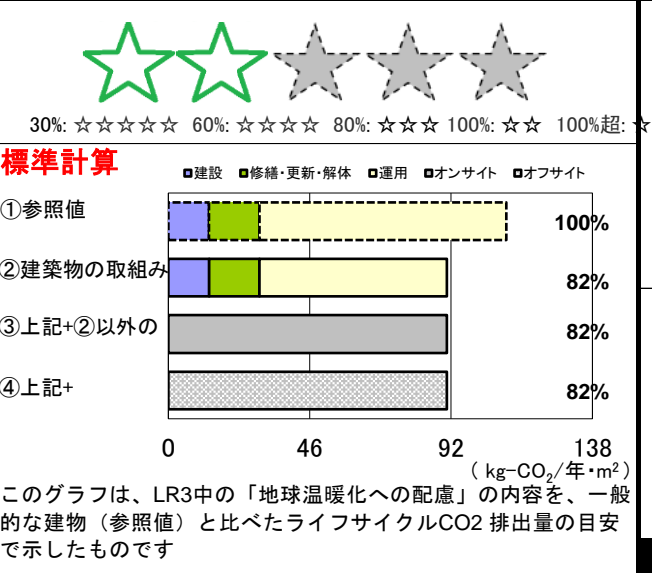 30%: ☆☆☆☆☆ 60%: ☆☆☆☆ 80%: ☆☆☆ 100%: ☆☆ 100%超: ☆
標準計算
■建設 ■修繕・更新・解体 □運用 ■オンサイト ■オフサイト
①参照値 100%
②建築物の取組み 82%
③上記+②以外の 82%
④上記+ 82%
0 46 92 138
( kg-CO₂/年・m²)
このグラフは、LR3中の「地球温暖化への配慮」の内容を、一般
的な建物（参照値）と比べたライフサイクルCO2 排出量の目安
で示したものです